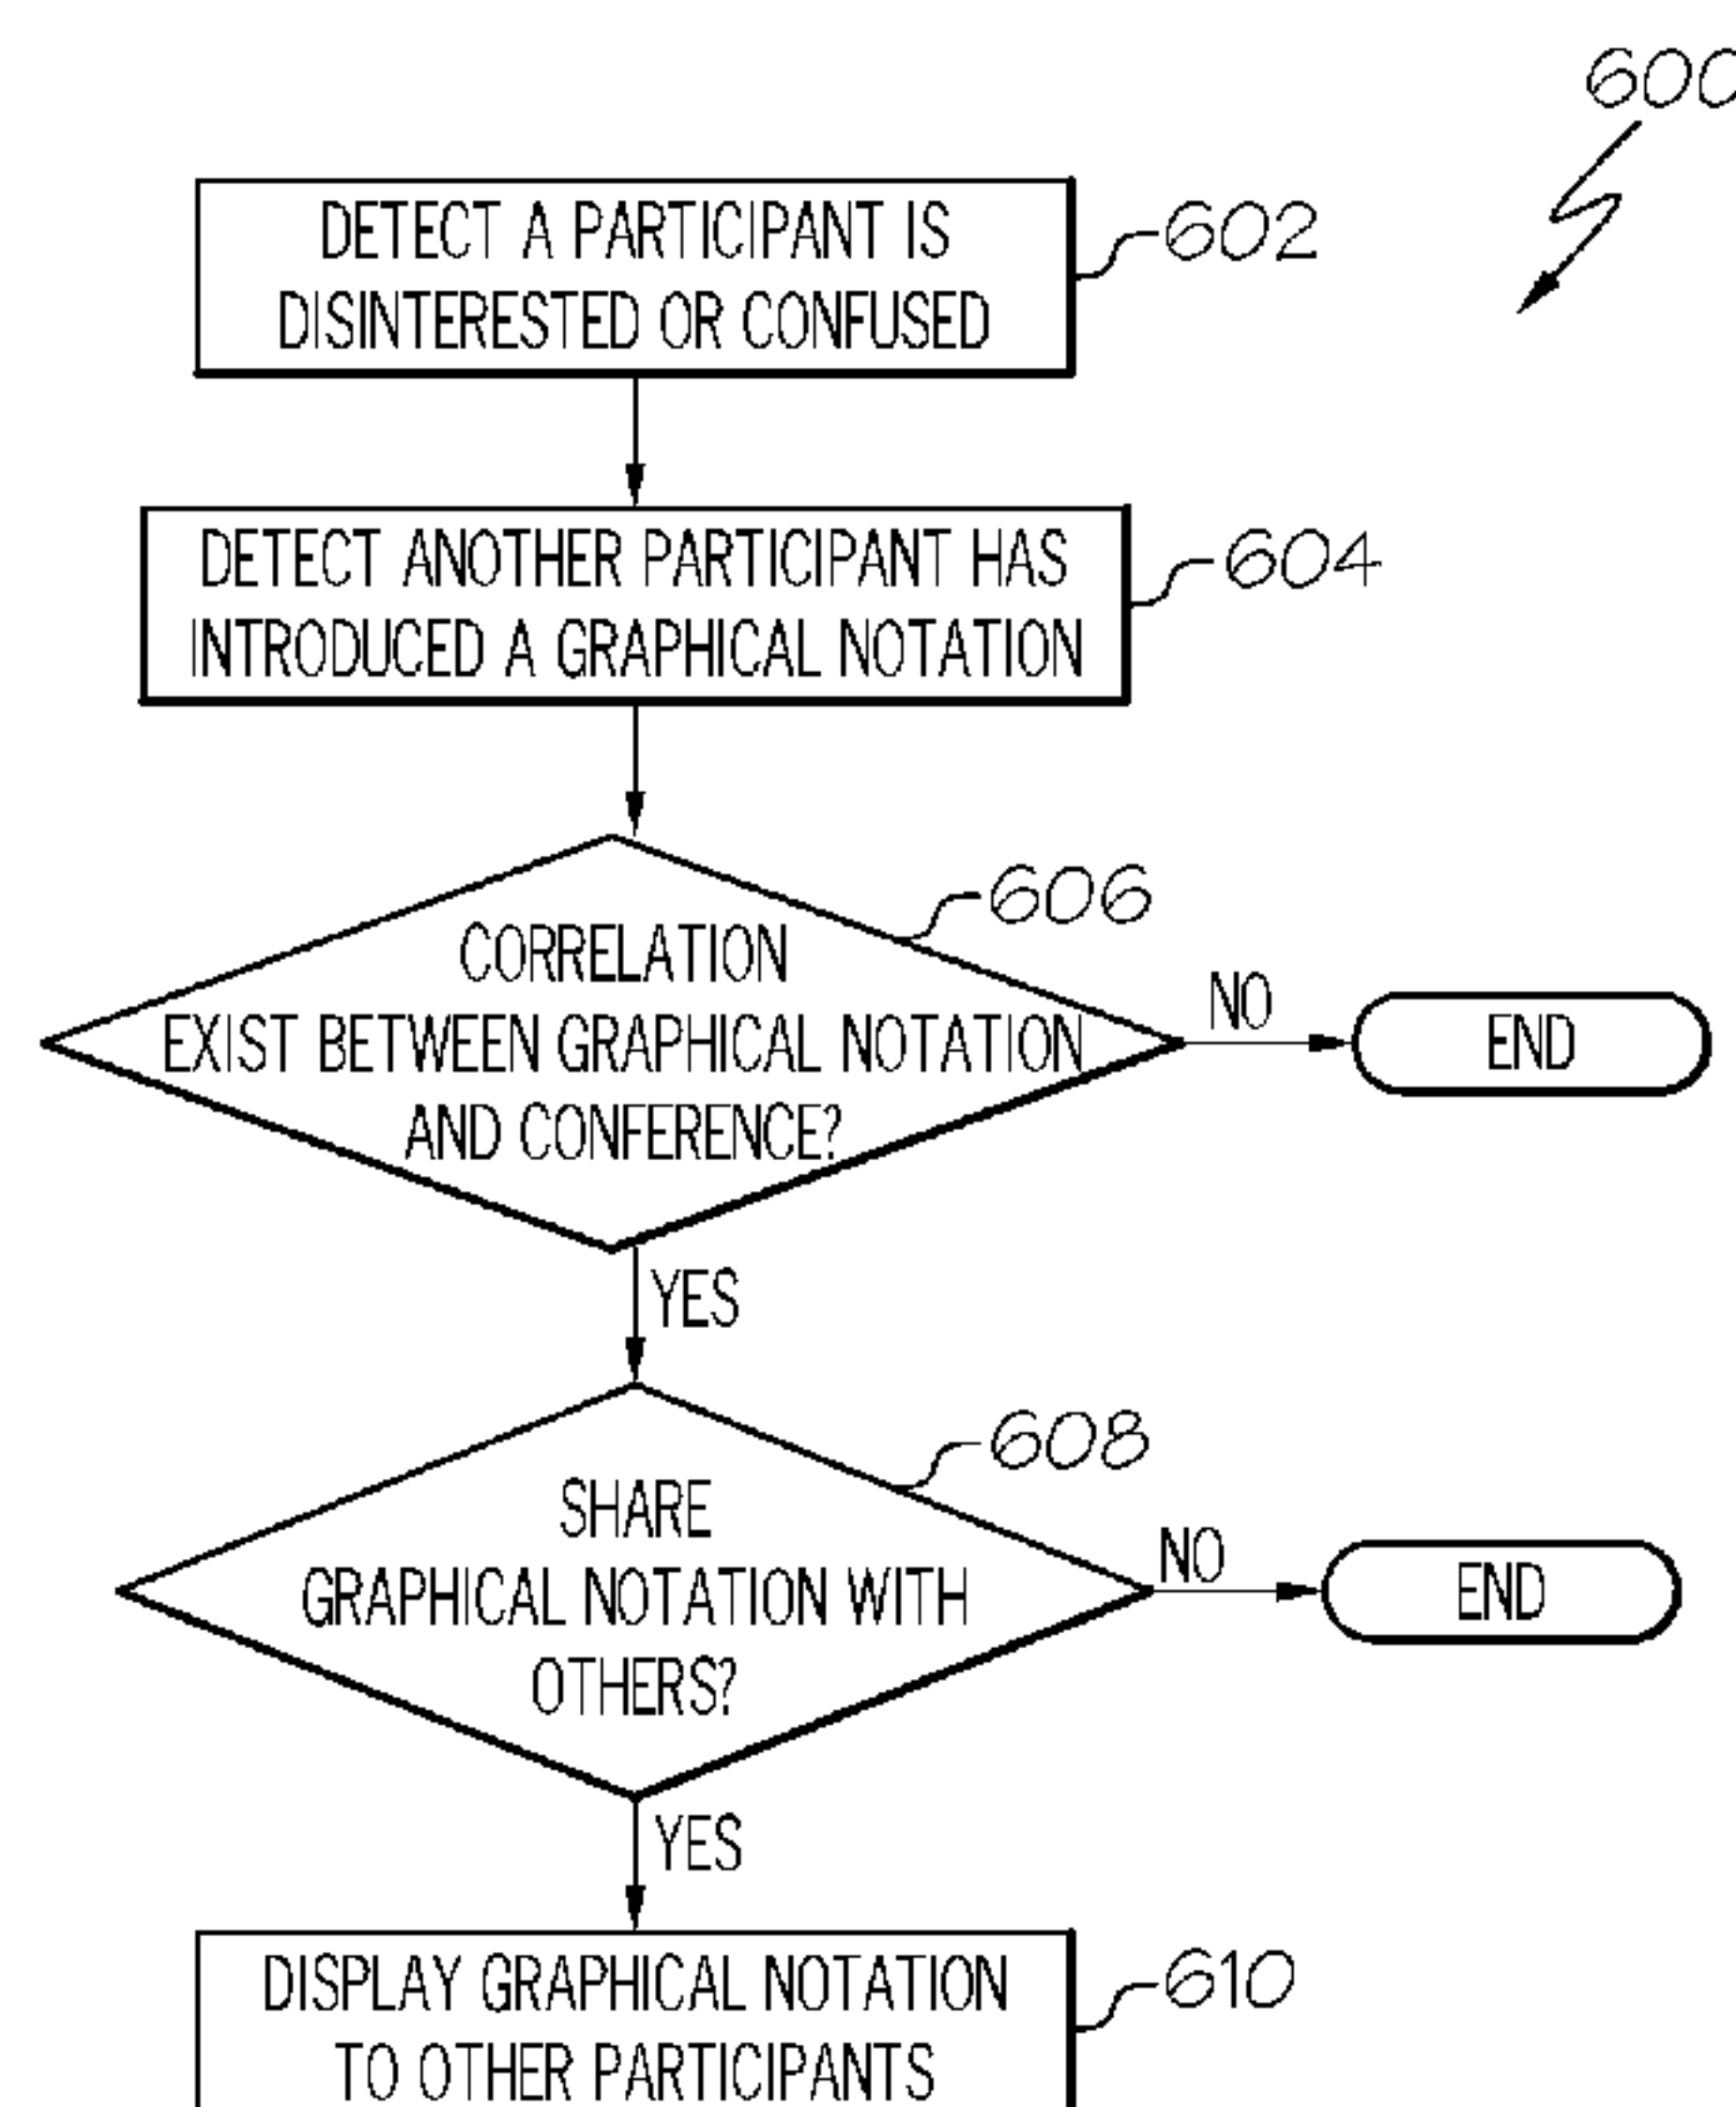 600
DETECT A PARTICIPANT IS
DISINTERESTED OR CONFUSED
602
DETECT ANOTHER PARTICIPANT HAS
INTRODUCED A GRAPHICAL NOTATION
604
606
CORRELATION
EXIST BETWEEN GRAPHICAL NOTATION
AND CONFERENCE?
NO
END
YES
608
SHARE
GRAPHICAL NOTATION WITH
OTHERS?
NO
END
YES
DISPLAY GRAPHICAL NOTATION
TO OTHER PARTICIPANTS
610